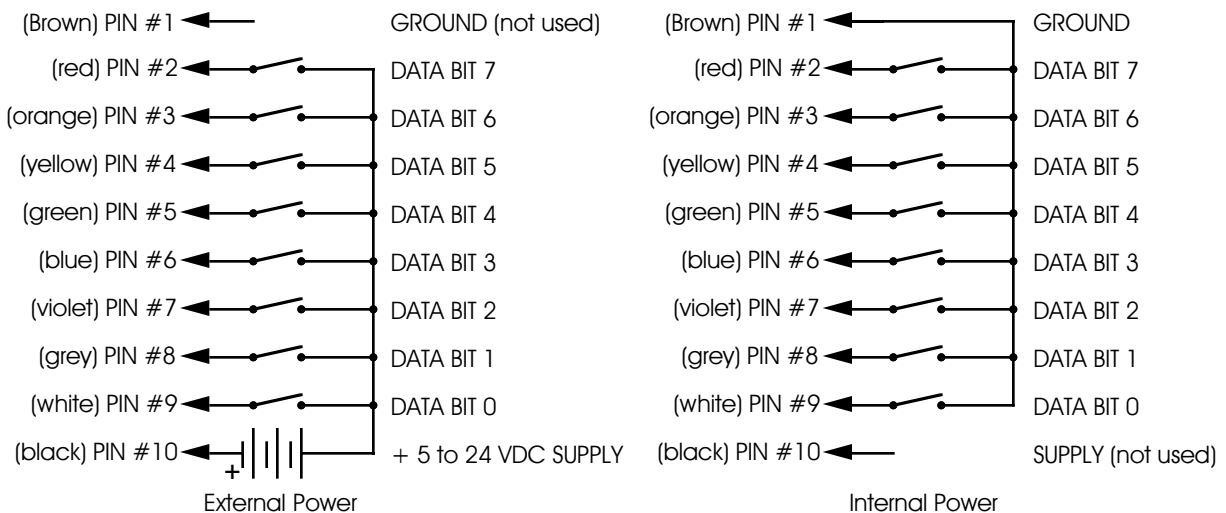 (Brown) PIN #1 GROUND (not used)
(red) PIN #2 DATA BIT 7
(orange) PIN #3 DATA BIT 6
(yellow) PIN #4 DATA BIT 5
(green) PIN #5 DATA BIT 4
(blue) PIN #6 DATA BIT 3
(violet) PIN #7 DATA BIT 2
(grey) PIN #8 DATA BIT 1
(white) PIN #9 DATA BIT 0
(black) PIN #10 + + 5 to 24 VDC SUPPLY
External Power
(Brown) PIN #1 GROUND
(red) PIN #2 DATA BIT 7
(orange) PIN #3 DATA BIT 6
(yellow) PIN #4 DATA BIT 5
(green) PIN #5 DATA BIT 4
(blue) PIN #6 DATA BIT 3
(violet) PIN #7 DATA BIT 2
(grey) PIN #8 DATA BIT 1
(white) PIN #9 DATA BIT 0
(black) PIN #10 SUPPLY (not used)
Internal Power